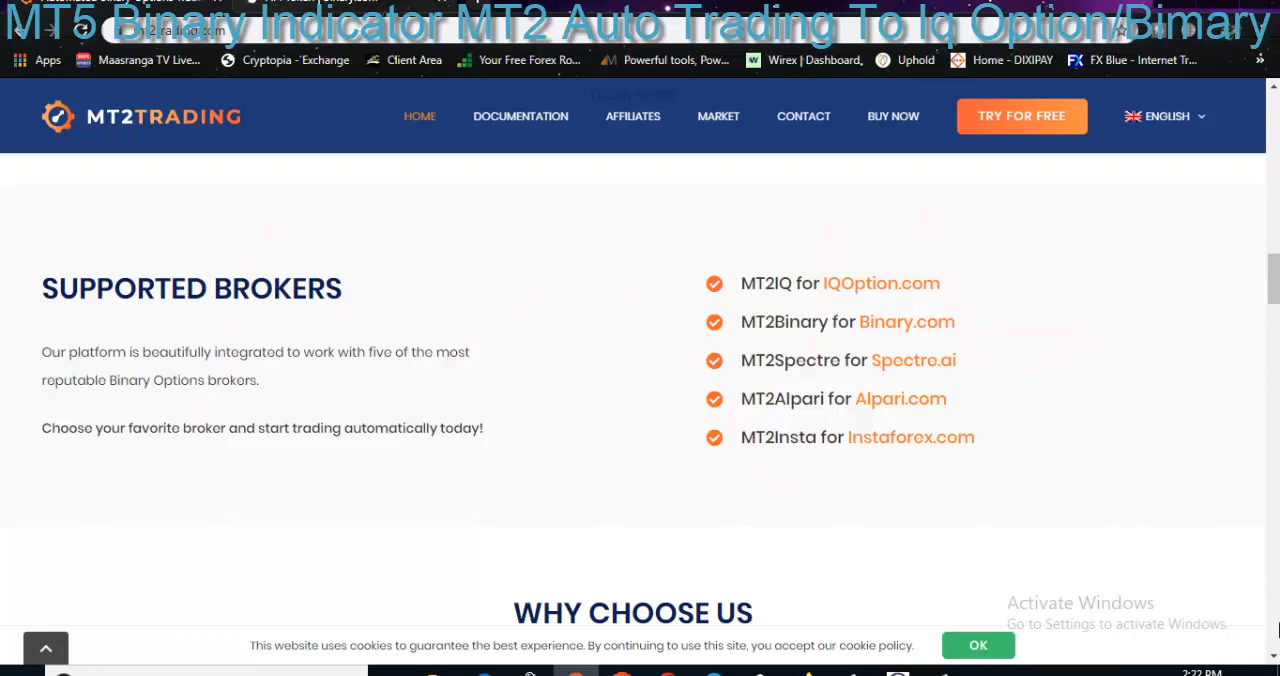 MT5 Binary Indicator MT2 Auto Trading To Iq Option/Bimary
Apps Maasranga TV Live... Cryptopia - Exchange Client Area Your Free Forex Ro... Powerful tools, Pow... Wirex | Dashboard, Uphold Home - DIXIPAY FX Blue - Internet Tr... »
MT2TRADING HOME DOCUMENTATION AFFILIATES MARKET CONTACT BUY NOW TRY FOR FREE ENGLISH
SUPPORTED BROKERS
Our platform is beautifully integrated to work with five of the most
reputable Binary Options brokers.
Choose your favorite broker and start trading automatically today!
MT2IQ for IQOption.com
MT2Binary for Binary.com
MT2Spectre for Spectre.ai
MT2Alpari for Alpari.com
MT2Insta for Instaforex.com
WHY CHOOSE US
Activate Windows
Go to Settings to activate Windows.
This website uses cookies to guarantee the best experience. By continuing to use this site, you accept our cookie policy. OK
2:22 PM